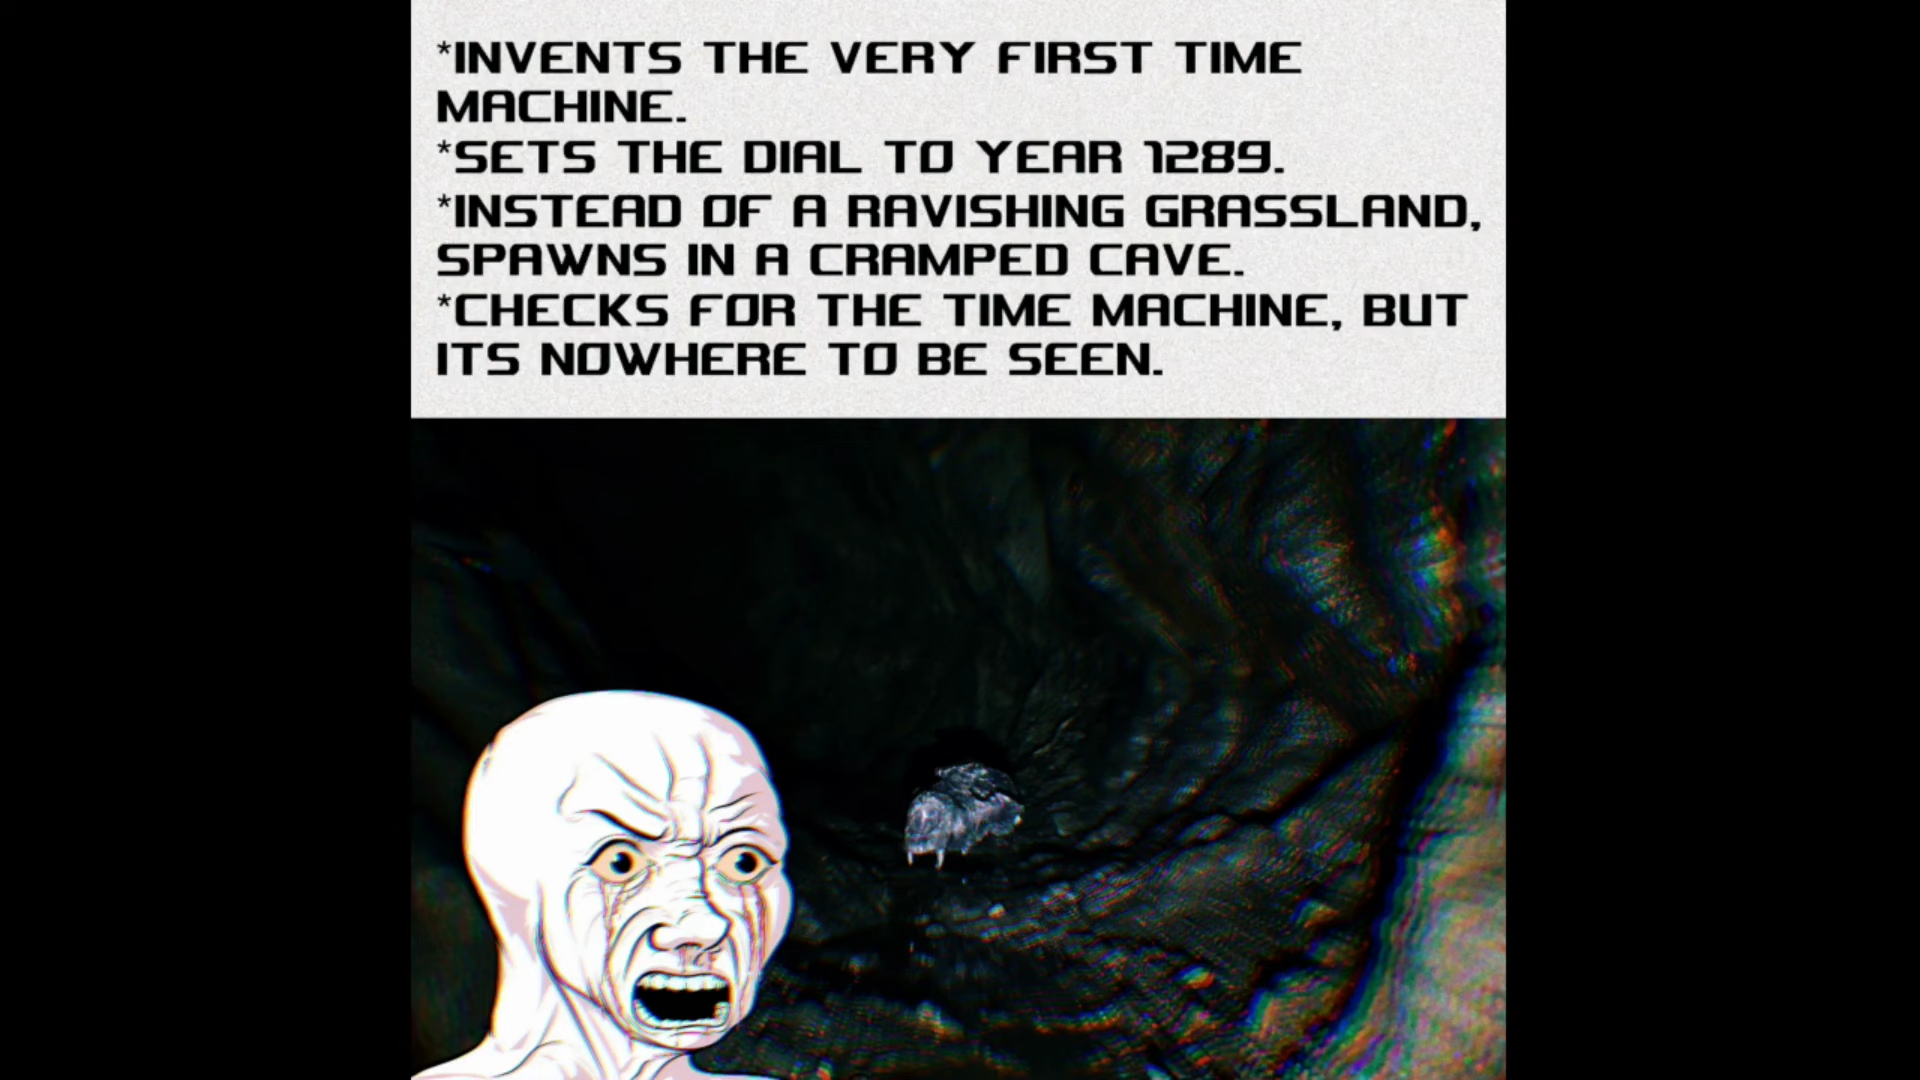 *INVENTS THE VERY FIRST TIME
MACHINE.
*SETS THE DIAL TO YEAR 1289.
*INSTEAD OF A RAVISHING GRASSLAND,
SPAWNS IN A CRAMPED CAVE.
*CHECKS FOR THE TIME MACHINE, BUT
ITS NOWHERE TO BE SEEN.